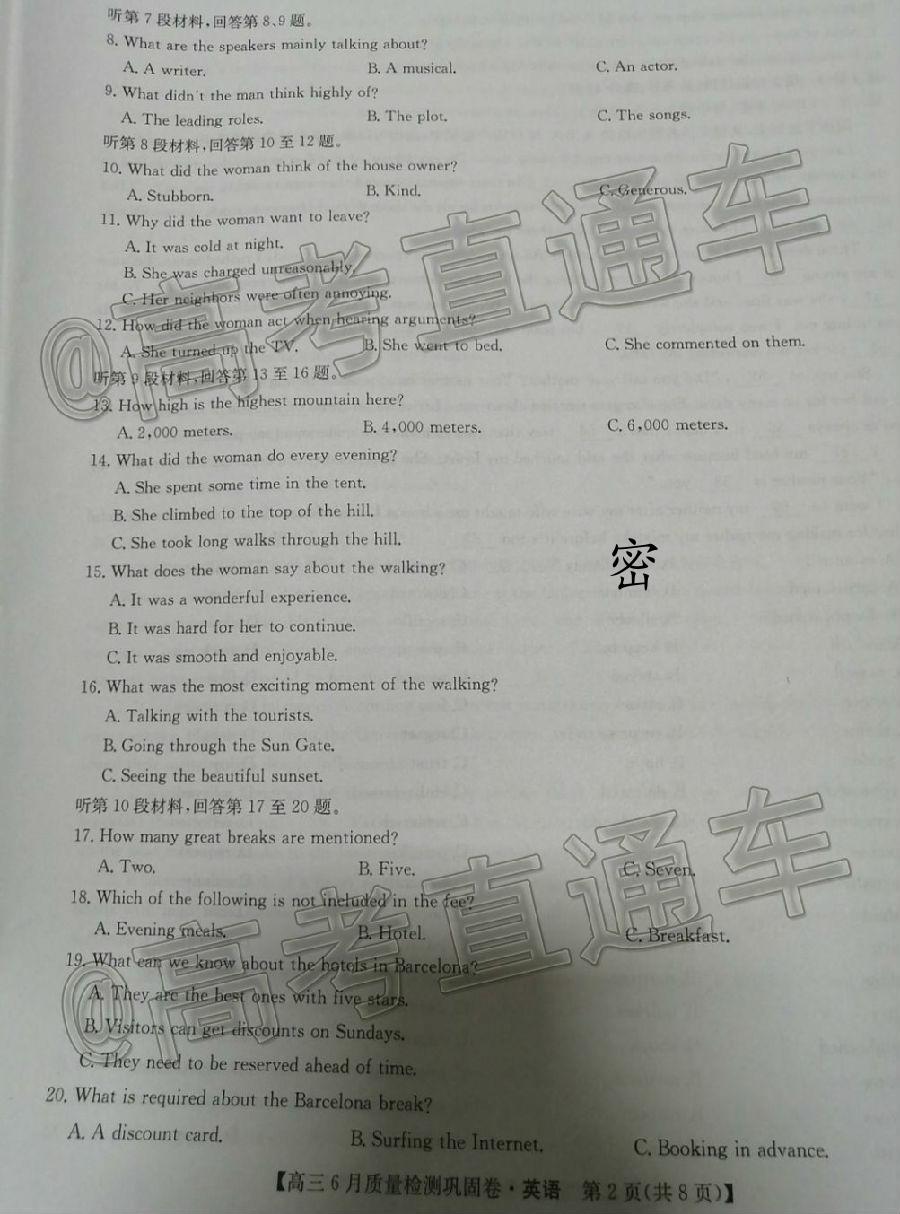 听第7段材料,回答第8、9题。
8. What are the speakers mainly talking about?
A. A writer. B. A musical. C. An actor.
9. What didn't the man think highly of?
A. The leading roles. B. The plot. C. The songs.
听第8段材料,回答第10至12题。
10. What did the woman think of the house owner?
A. Stubborn. B. Kind. C. Generous.
11. Why did the woman want to leave?
A. It was cold at night.
B. She was charged unreasonably.
C. Her neighbors were often annoying.
12. How did the woman act when hearing arguments?
A. She turned up the TV. B. She went to bed. C. She commented on them.
听第9段材料,回答第13至16题。
13. How high is the highest mountain here?
A. 2,000 meters. B. 4,000 meters. C. 6,000 meters.
14. What did the woman do every evening?
A. She spent some time in the tent.
B. She climbed to the top of the hill.
C. She took long walks through the hill.
密
15. What does the woman say about the walking?
A. It was a wonderful experience.
B. It was hard for her to continue.
C. It was smooth and enjoyable.
16. What was the most exciting moment of the walking?
A. Talking with the tourists.
B. Going through the Sun Gate.
C. Seeing the beautiful sunset.
听第10段材料,回答第17至20题。
17. How many great breaks are mentioned?
A. Two. B. Five. C. Seven.
18. Which of the following is not included in the fee?
A. Evening meals. B. Hotel. C. Breakfast.
19. What can we know about the hotels in Barcelona?
A. They are the best ones with five stars.
B. Visitors can get discounts on Sundays.
C. They need to be reserved ahead of time.
20. What is required about the Barcelona break?
A. A discount card. B. Surfing the Internet. C. Booking in advance.
【高三6月质量检测巩固卷·英语 第2页(共8页)】
@高考直通车
@高考直通车